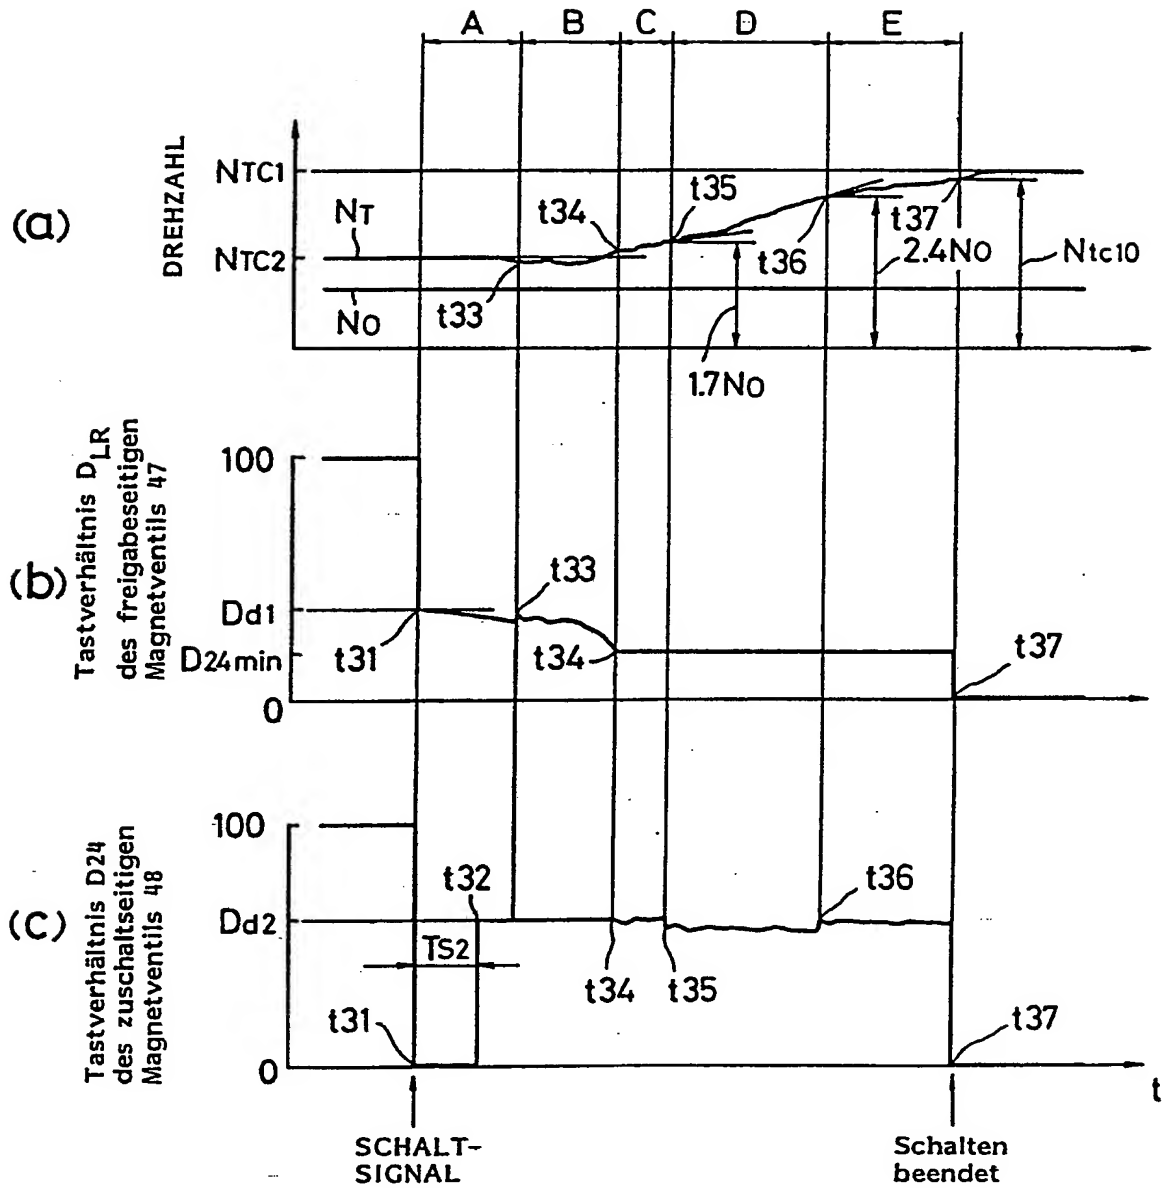 A B C D E
(a)
DREHZAHL
NTC1
NT
NTC2
NO
t33
t34
t35
t36
t37
1.7NO
2.4NO
Ntc10
(b)
Tastverhältnis DLR
des freigabeseitigen
Magnetventils 47
100
Dd1
D24min
0
t31
t33
t34
t37
(c)
Tastverhältnis D24
des zuschaltseitigen
Magnetventils 48
100
Dd2
0
t32
TS2
t31
t34
t35
t36
t37
t
SCHALT-
SIGNAL
Schalten
beendet